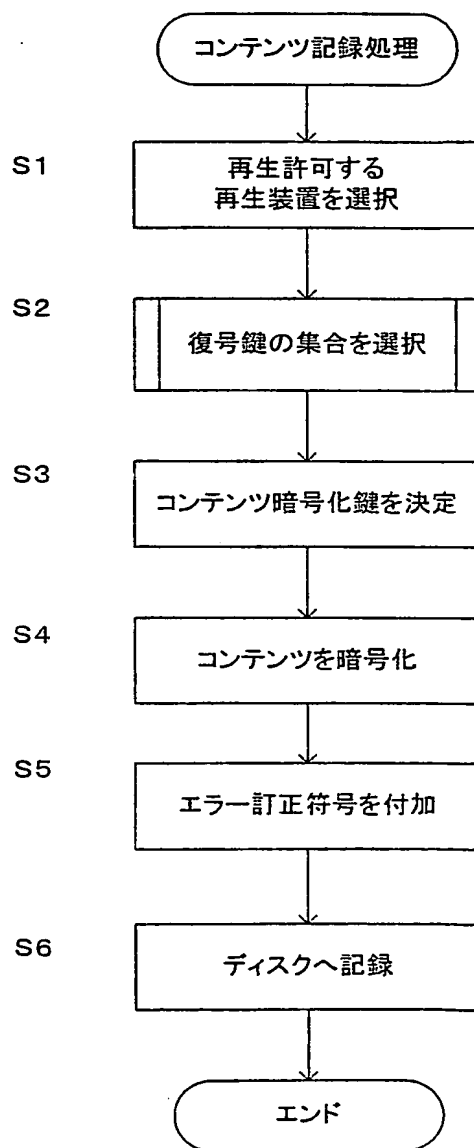 コンテンツ記録処理
S1
再生許可する
再生装置を選択
S2
復号鍵の集合を選択
S3
コンテンツ暗号化鍵を決定
S4
コンテンツを暗号化
S5
エラー訂正符号を付加
S6
ディスクへ記録
エンド